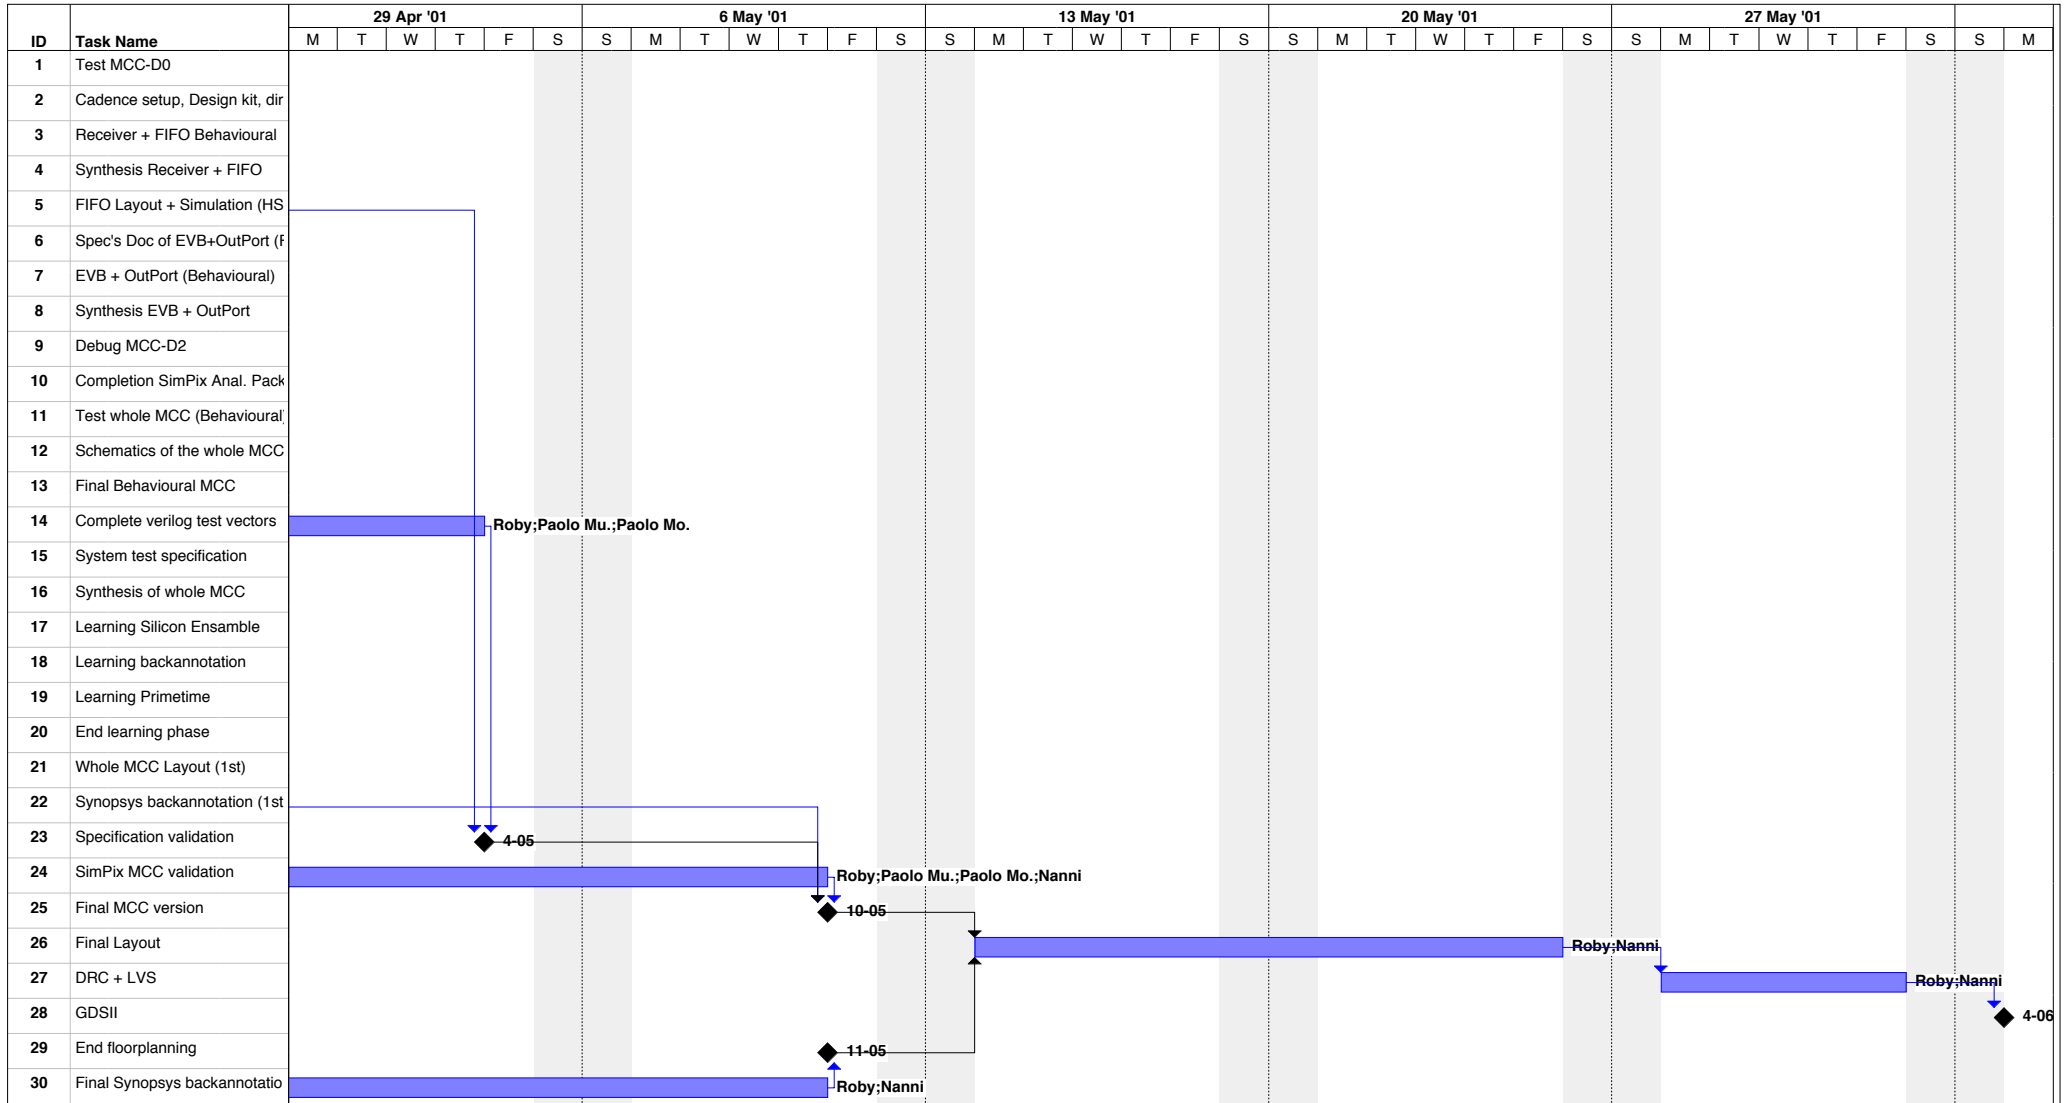 29 Apr '01 6 May '01 13 May '01 20 May '01 27 May '01
ID Task Name M T W T F S S M T W T F S S M T W T F S S M T W T F S S M T W T F S S M
1 Test MCC-D0
2 Cadence setup, Design kit, dir
3 Receiver + FIFO Behavioural
4 Synthesis Receiver + FIFO
5 FIFO Layout + Simulation (HS
6 Spec's Doc of EVB+OutPort (F
7 EVB + OutPort (Behavioural)
8 Synthesis EVB + OutPort
9 Debug MCC-D2
10 Completion SimPix Anal. Pack
11 Test whole MCC (Behavioural)
12 Schematics of the whole MCC
13 Final Behavioural MCC
14 Complete verilog test vectors Roby;Paolo Mu.;Paolo Mo.
15 System test specification
16 Synthesis of whole MCC
17 Learning Silicon Ensamble
18 Learning backannotation
19 Learning Primetime
20 End learning phase
21 Whole MCC Layout (1st)
22 Synopsys backannotation (1st
23 Specification validation 4-05
24 SimPix MCC validation Roby;Paolo Mu.;Paolo Mo.;Nanni
25 Final MCC version 10-05
26 Final Layout Roby;Nanni
27 DRC + LVS Roby;Nanni
28 GDSII 4-06
29 End floorplanning 11-05
30 Final Synopsys backannotatio Roby;Nanni